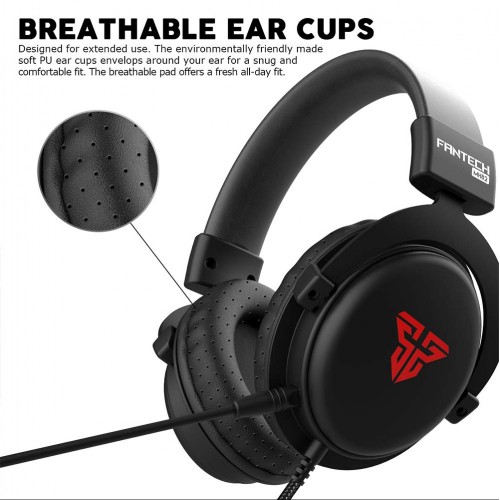 BREATHABLE EAR CUPS
Designed for extended use. The environmentally friendly made
soft PU ear cups envelops around your ear for a snug and
comfortable fit. The breathable pad offers a fresh all-day fit.
FANTECH